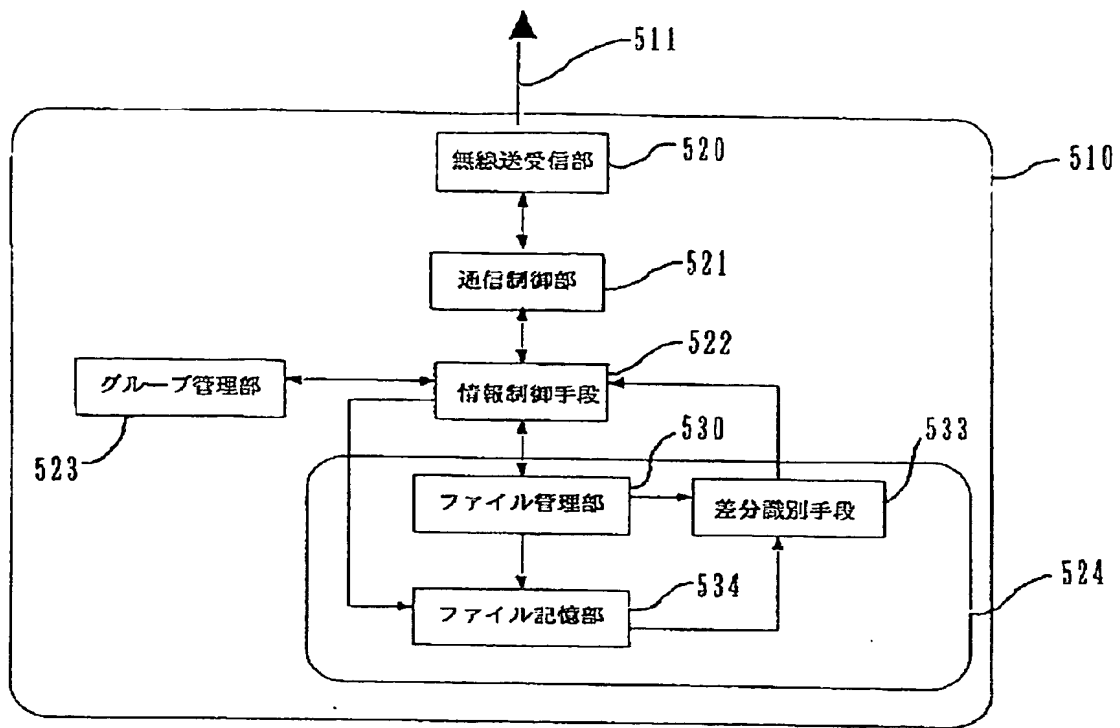 511
無線送受信部
520
510
通信制御部
521
522
グループ管理部
情報制御手段
530
533
523
ファイル管理部
差分識別手段
524
534
ファイル記憶部